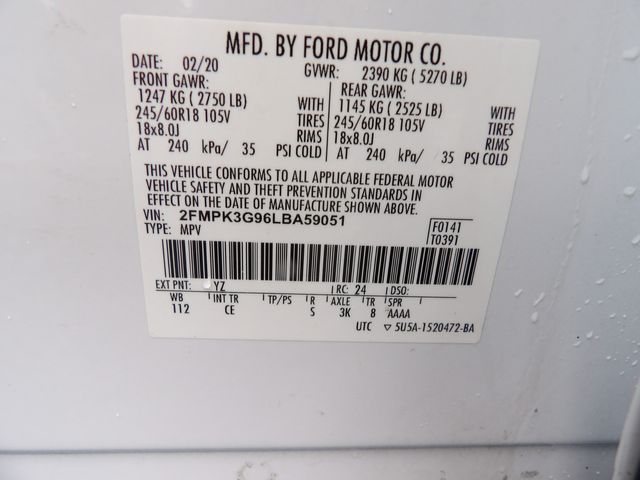 MFD. BY FORD MOTOR CO.
DATE: 02/20 GVWR: 2390 KG ( 5270 LB)
FRONT GAWR: REAR GAWR:
1247 KG ( 2750 LB) WITH 1145 KG ( 2525 LB) WITH
245/60R18 105V TIRES 245/60R18 105V TIRES
18x8.0J RIMS 18x8.0J RIMS
AT 240 kPa/ 35 PSI COLD AT 240 kPa/ 35 PSI COLD
THIS VEHICLE CONFORMS TO ALL APPLICABLE FEDERAL MOTOR
VEHICLE SAFETY AND THEFT PREVENTION STANDARDS IN
EFFECT ON THE DATE OF MANUFACTURE SHOWN ABOVE.
VIN: 2FMPK3G96LBA59051 F0141
TYPE: MPV T0391
EXT PNT: YZ RC: 24 DSO:
WB INT TR TP/PS R AXLE TR SPR
112 CE S 3K 8 AAAA
UTC ▽ 5U5A-1520472-BA